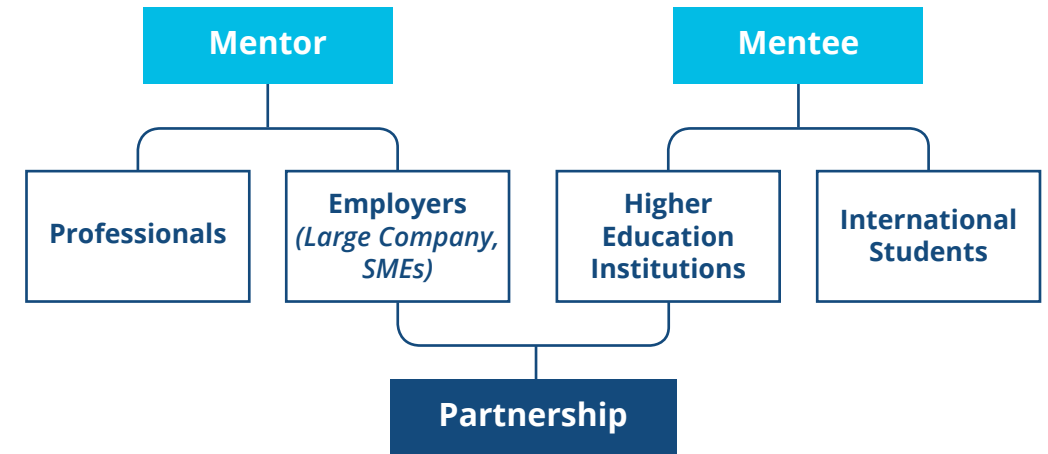 Mentor
Mentee
Professionals
Employers
(Large Company,
SMEs)
Higher
Education
Institutions
International
Students
Partnership